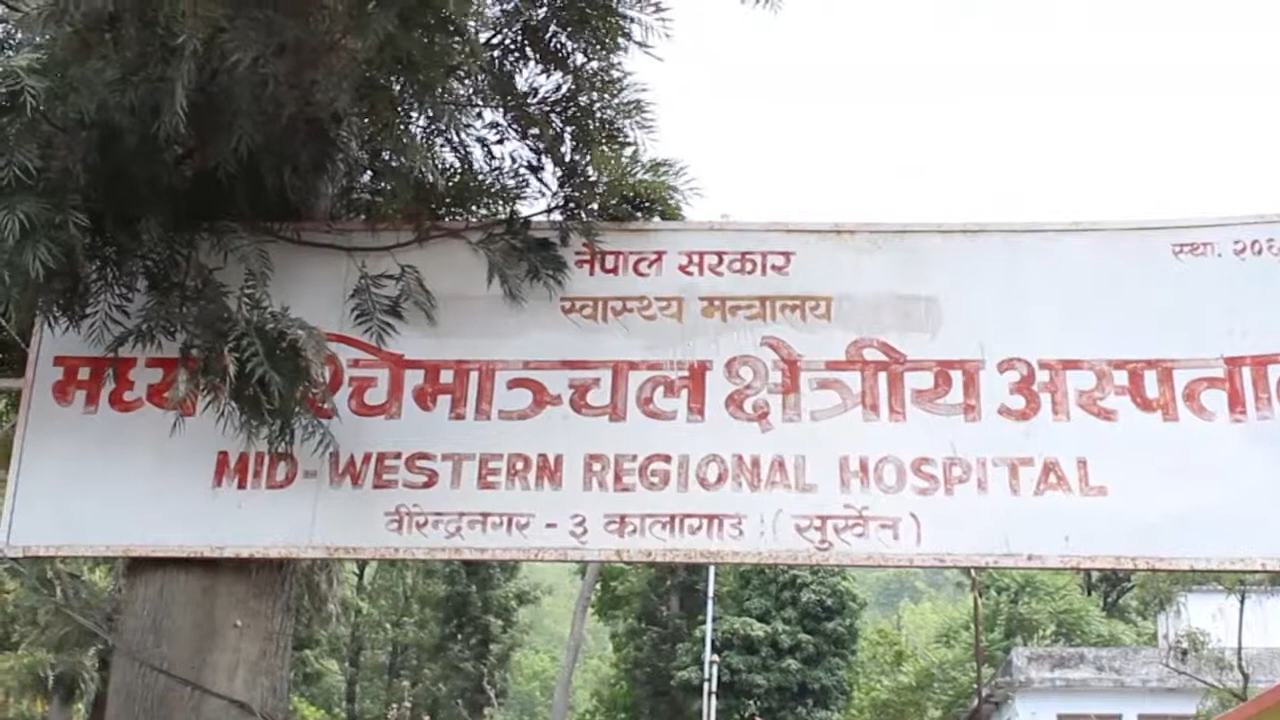 नेपाल सरकार
स्था.
स्वास्थ्य मन्त्रालय
क्षेत्रीय
MID-WESTERN REGIONAL HOSPITAL
वीरेन्द्रनगर - ३ कालागाउँ (सुर्खेत)